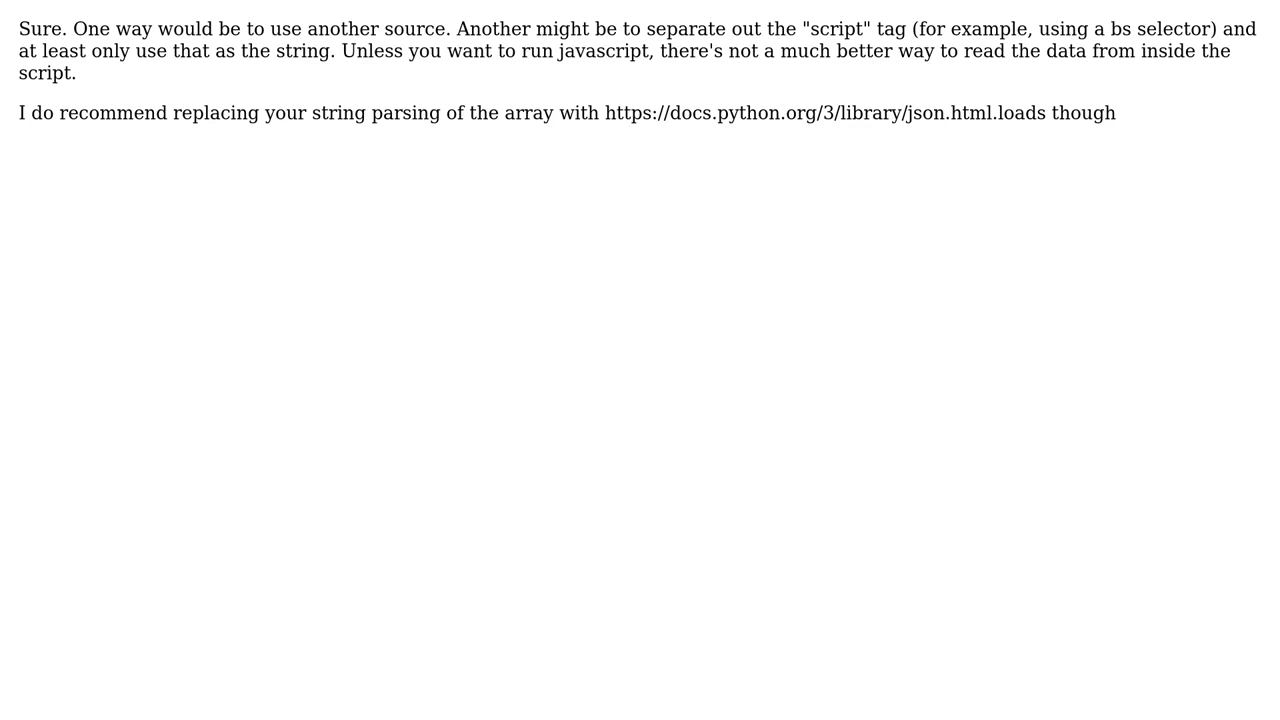 Sure. One way would be to use another source. Another might be to separate out the "script" tag (for example, using a bs selector) and
at least only use that as the string. Unless you want to run javascript, there's not a much better way to read the data from inside the
script.
I do recommend replacing your string parsing of the array with https://docs.python.org/3/library/json.html.loads though